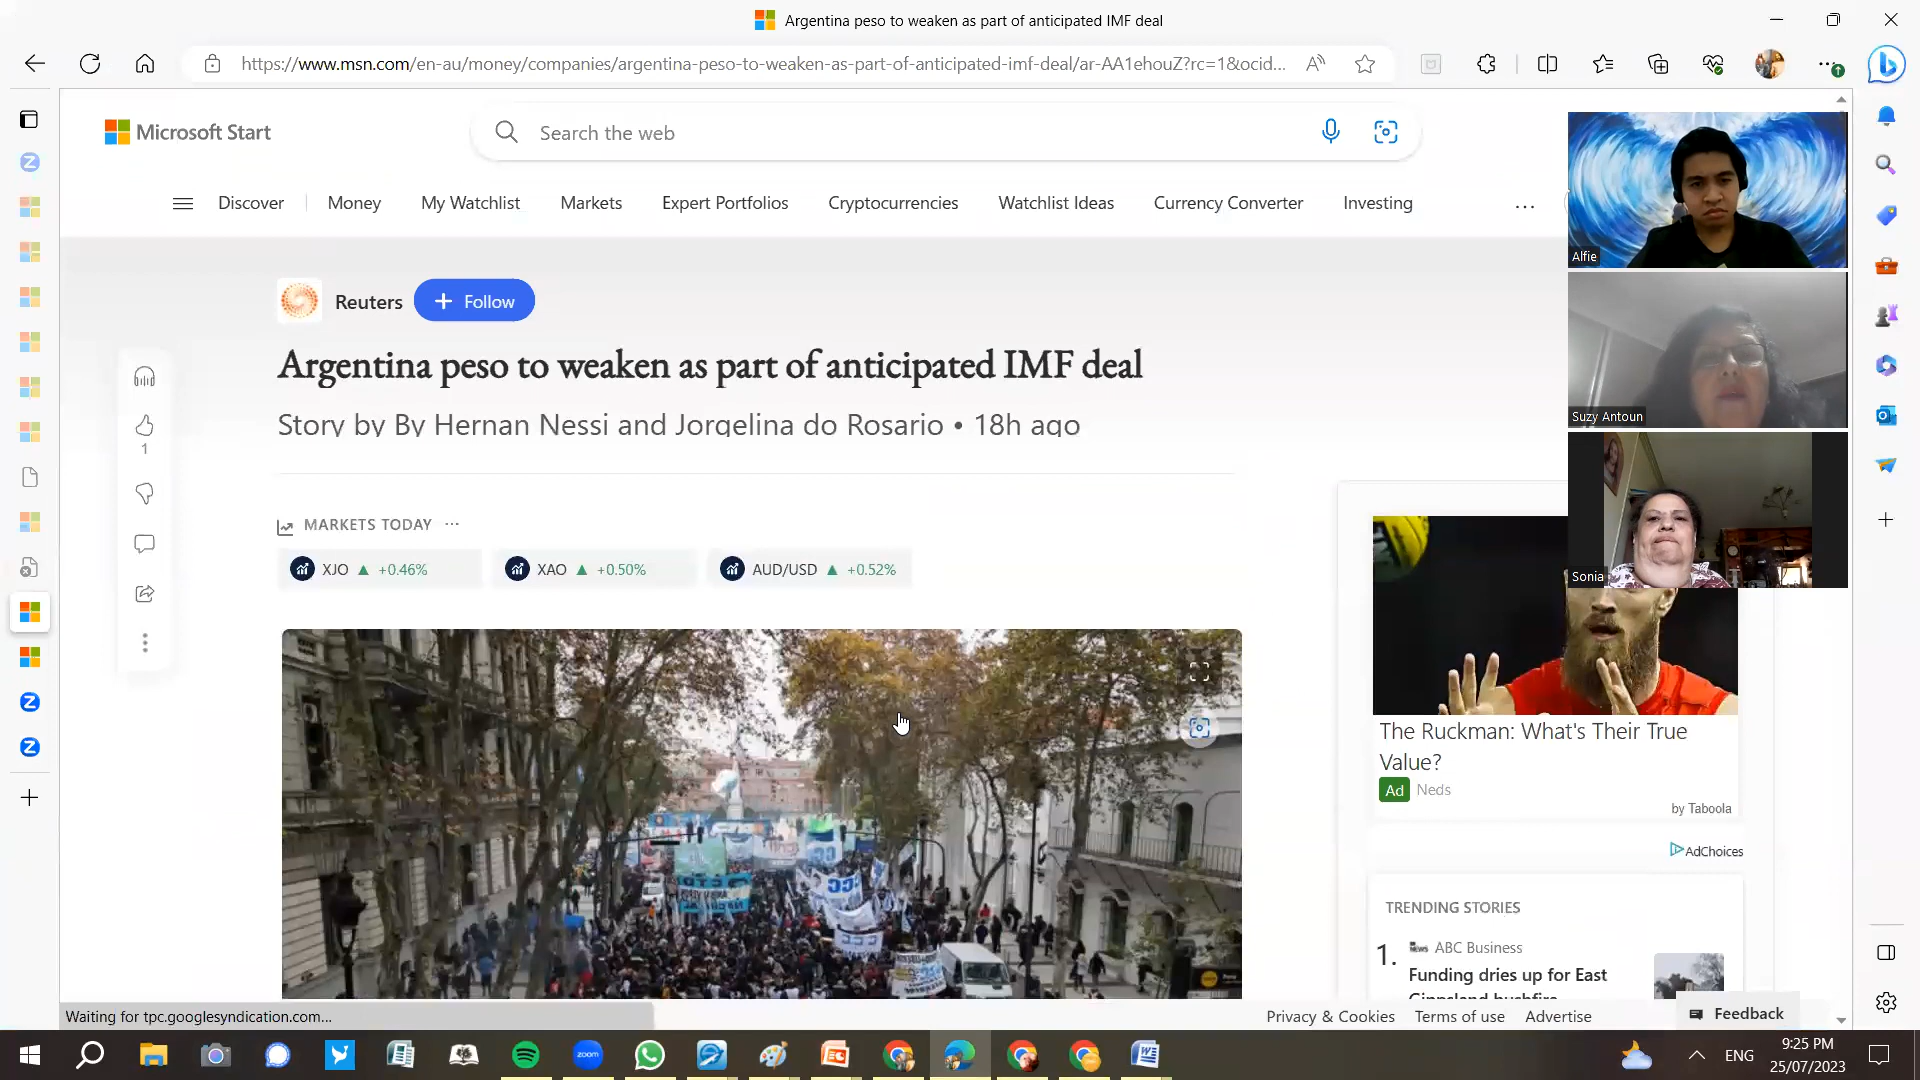 Argentina peso to weaken as part of anticipated IMF deal
https://www.msn.com/en-au/money/companies/argentina-peso-to-weaken-as-part-of-anticipated-imf-deal/ar-AA1ehouZ?rc=1&ocid...
Microsoft Start
Search the web
Discover
Money
My Watchlist
Markets
Expert Portfolios
Cryptocurrencies
Watchlist Ideas
Currency Converter
Investing
...
Alfie
Reuters
+ Follow
Argentina peso to weaken as part of anticipated IMF deal
Story by By Hernan Nessi and Jorgelina do Rosario • 18h ago
1
MARKETS TODAY ...
XJO ▲ +0.46%
XAO ▲ +0.50%
AUD/USD ▲ +0.52%
Suzy Antoun
Sonia
The Ruckman: What's Their True
Value?
Ad Neds
by Taboola
AdChoices
TRENDING STORIES
1.
ABC Business
Funding dries up for East
Gippsland bushfire
CCC
Waiting for tpc.googlesyndication.com...
Privacy & Cookies
Terms of use
Advertise
Feedback
zoom
ENG
9:25 PM
25/07/2023